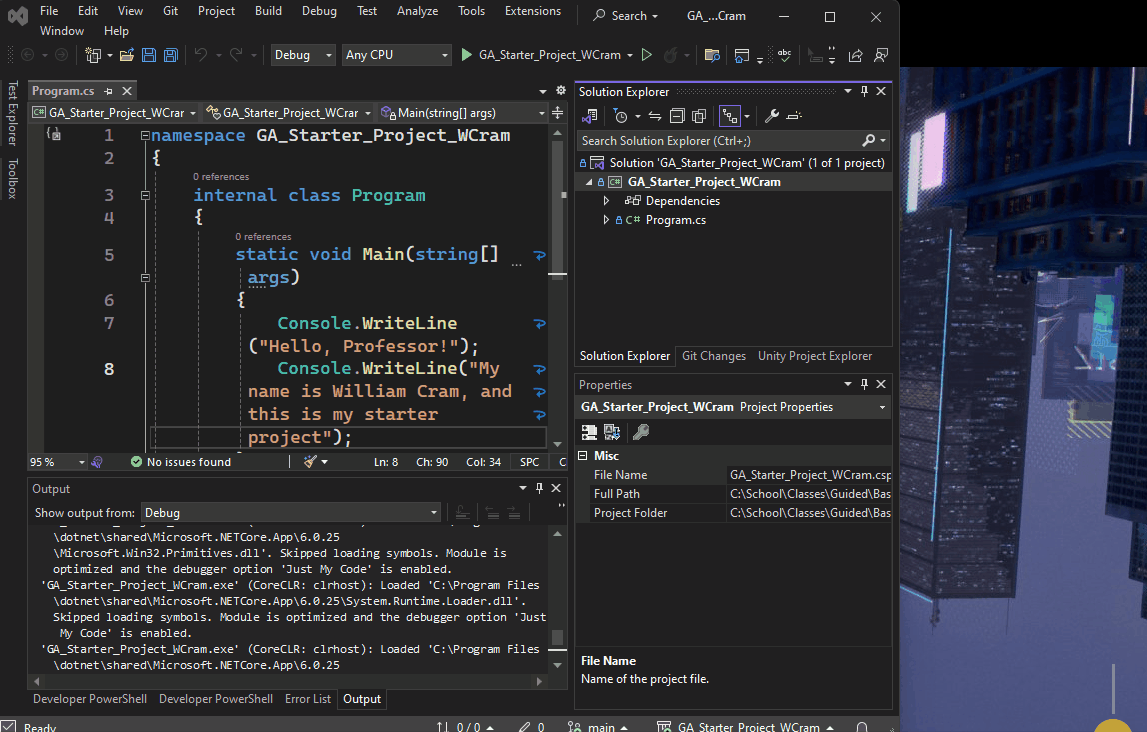 File Edit View Git Project Build Debug Test Analyze Tools Extensions Search GA_...Cram
Window Help
Debug Any CPU GA_Starter_Project_WCram
Test Explorer
Toolbox
Program.cs
GA_Starter_Project_WCrar GA_Starter_Project_WCrar Main(string[] args)
1 namespace GA_Starter_Project_WCram
2 {
0 references
3 internal class Program
4 {
0 references
5 static void Main(string[]
args)
6 {
7 Console.WriteLine
("Hello, Professor!");
8 Console.WriteLine("My
name is William Cram, and
this is my starter
project");
95 % No issues found Ln: 8 Ch: 90 Col: 34 SPC C
Output
Show output from: Debug
\dotnet\shared\Microsoft.NETCore.App\6.0.25
\Microsoft.Win32.Primitives.dll'. Skipped loading symbols. Module is
optimized and the debugger option 'Just My Code' is enabled.
'GA_Starter_Project_WCram.exe' (CoreCLR: clrhost): Loaded 'C:\Program Files
\dotnet\shared\Microsoft.NETCore.App\6.0.25\System.Runtime.Loader.dll'.
Skipped loading symbols. Module is optimized and the debugger option 'Just
My Code' is enabled.
'GA_Starter_Project_WCram.exe' (CoreCLR: clrhost): Loaded 'C:\Program Files
\dotnet\shared\Microsoft.NETCore.App\6.0.25
Developer PowerShell Developer PowerShell Error List Output
Solution Explorer
Search Solution Explorer (Ctrl+;)
Solution 'GA_Starter_Project_WCram' (1 of 1 project)
GA_Starter_Project_WCram
Dependencies
C# Program.cs
Solution Explorer Git Changes Unity Project Explorer
Properties
GA_Starter_Project_WCram Project Properties
Misc
File Name GA_Starter_Project_WCram.csp
Full Path C:\School\Classes\Guided\Bas
Project Folder C:\School\Classes\Guided\Bas
File Name
Name of the project file.
Ready 0 / 0 0 main GA_Starter_Project_WCram